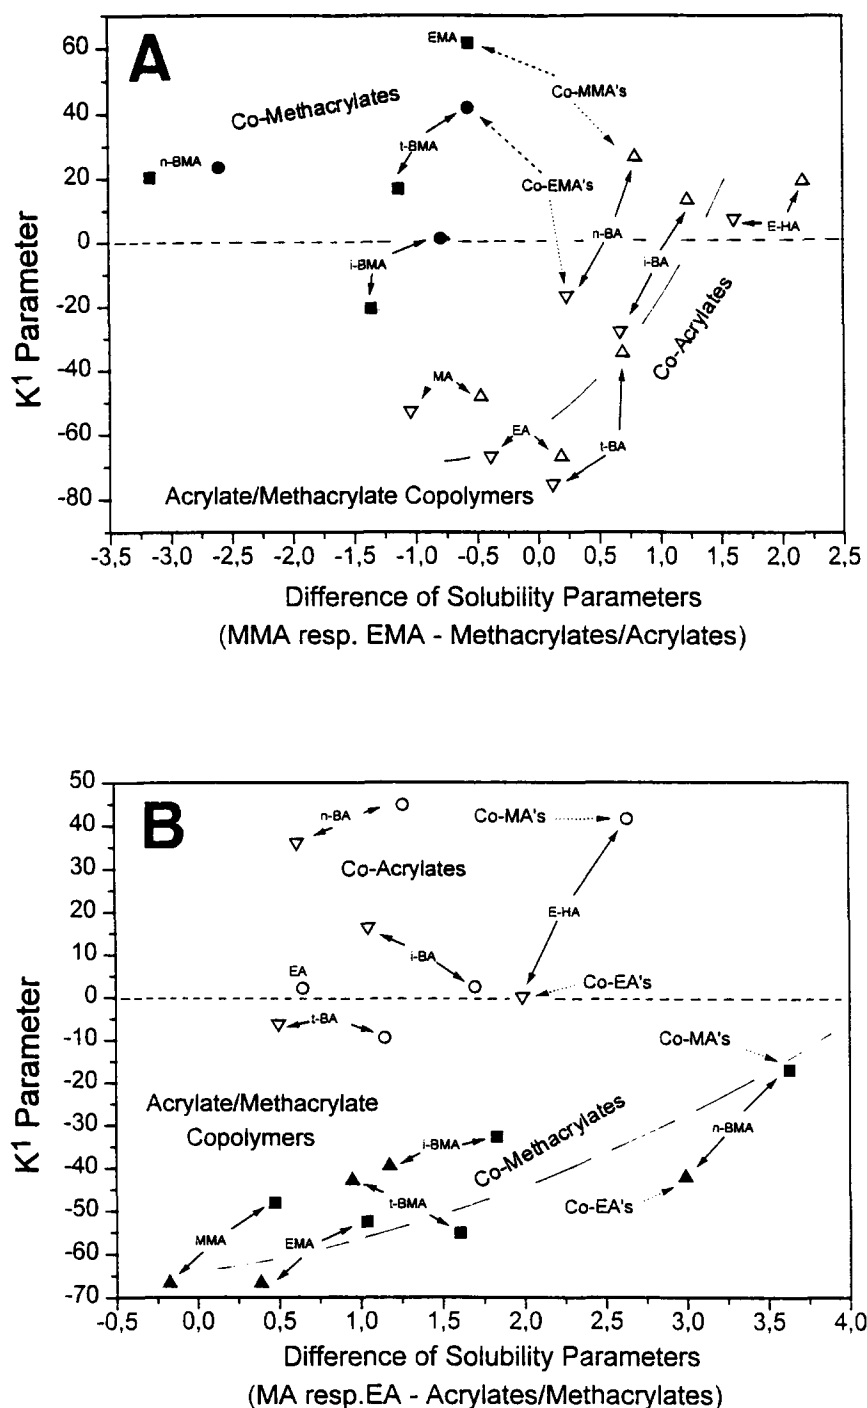 A
60
40
20
0
-20
-40
-60
-80
K1 Parameter
EMA
Co-MMA's
Co-Methacrylates
t-BMA
n-BMA
Co-EMA's
n-BA
E-HA
i-BMA
i-BA
Co-Acrylates
MA
EA
t-BA
Acrylate/Methacrylate Copolymers
-3,5 -3,0 -2,5 -2,0 -1,5 -1,0 -0,5 0,0 0,5 1,0 1,5 2,0 2,5
Difference of Solubility Parameters
(MMA resp. EMA - Methacrylates/Acrylates)
B
50
40
30
20
10
0
-10
-20
-30
-40
-50
-60
-70
K1 Parameter
n-BA
Co-MA's
Co-Acrylates
E-HA
i-BA
EA
Co-EA's
t-BA
Co-MA's
Acrylate/Methacrylate
Copolymers
i-BMA
Co-Methacrylates
n-BMA
t-BMA
Co-EA's
MMA
EMA
-0,5 0,0 0,5 1,0 1,5 2,0 2,5 3,0 3,5 4,0
Difference of Solubility Parameters
(MA resp.EA - Acrylates/Methacrylates)